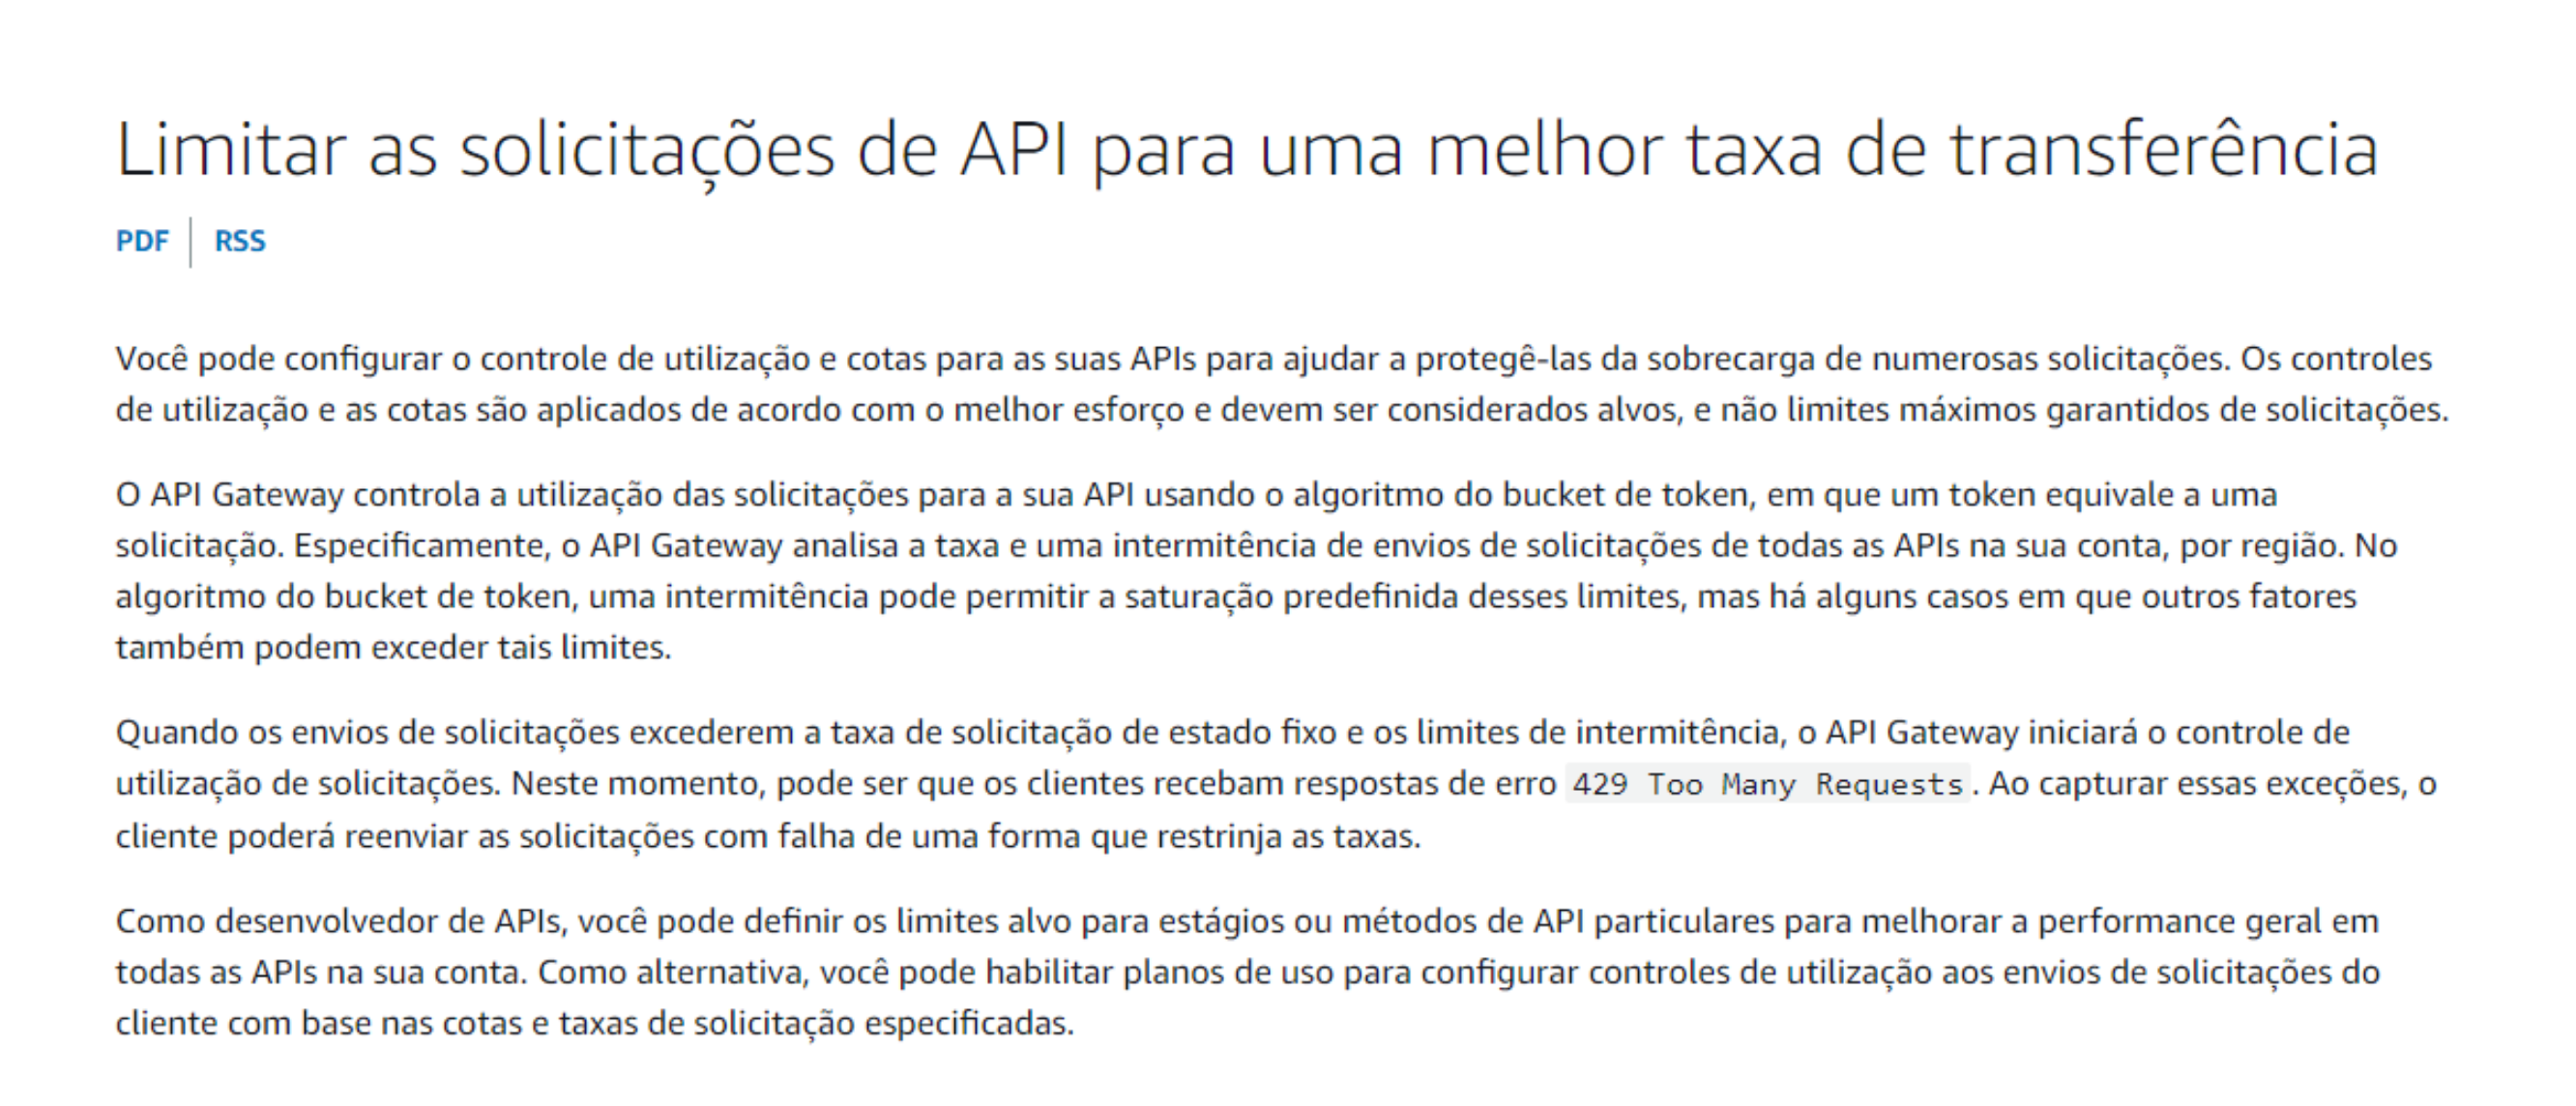 Limitar as solicitações de API para uma melhor taxa de transferência
PDF | RSS
Você pode configurar o controle de utilização e cotas para as suas APIs para ajudar a protegê-las da sobrecarga de numerosas solicitações. Os controles
de utilização e as cotas são aplicados de acordo com o melhor esforço e devem ser considerados alvos, e não limites máximos garantidos de solicitações.
O API Gateway controla a utilização das solicitações para a sua API usando o algoritmo do bucket de token, em que um token equivale a uma
solicitação. Especificamente, o API Gateway analisa a taxa e uma intermitência de envios de solicitações de todas as APIs na sua conta, por região. No
algoritmo do bucket de token, uma intermitência pode permitir a saturação predefinida desses limites, mas há alguns casos em que outros fatores
também podem exceder tais limites.
Quando os envios de solicitações excederem a taxa de solicitação de estado fixo e os limites de intermitência, o API Gateway iniciará o controle de
utilização de solicitações. Neste momento, pode ser que os clientes recebam respostas de erro 429 Too Many Requests. Ao capturar essas exceções, o
cliente poderá reenviar as solicitações com falha de uma forma que restrinja as taxas.
Como desenvolvedor de APIs, você pode definir os limites alvo para estágios ou métodos de API particulares para melhorar a performance geral em
todas as APIs na sua conta. Como alternativa, você pode habilitar planos de uso para configurar controles de utilização aos envios de solicitações do
cliente com base nas cotas e taxas de solicitação especificadas.